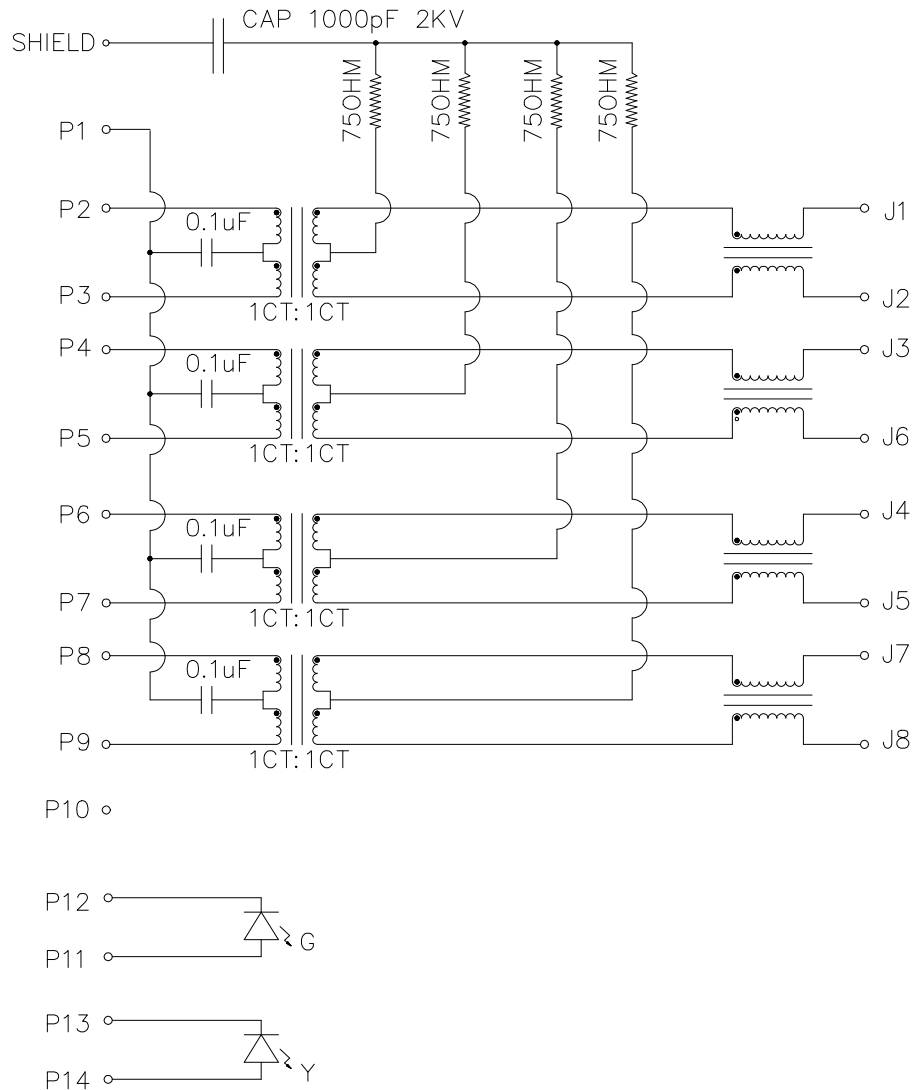 CAP 1000pF 2KV
SHIELD
75OHM 75OHM 75OHM 75OHM
P1
P2 J1
0.1uF
P3 J2
1CT:1CT
P4 J3
0.1uF
P5 J6
1CT:1CT
P6 J4
0.1uF
P7 J5
1CT:1CT
P8 J7
0.1uF
P9 J8
1CT:1CT
P10
P12
G
P11
P13
Y
P14